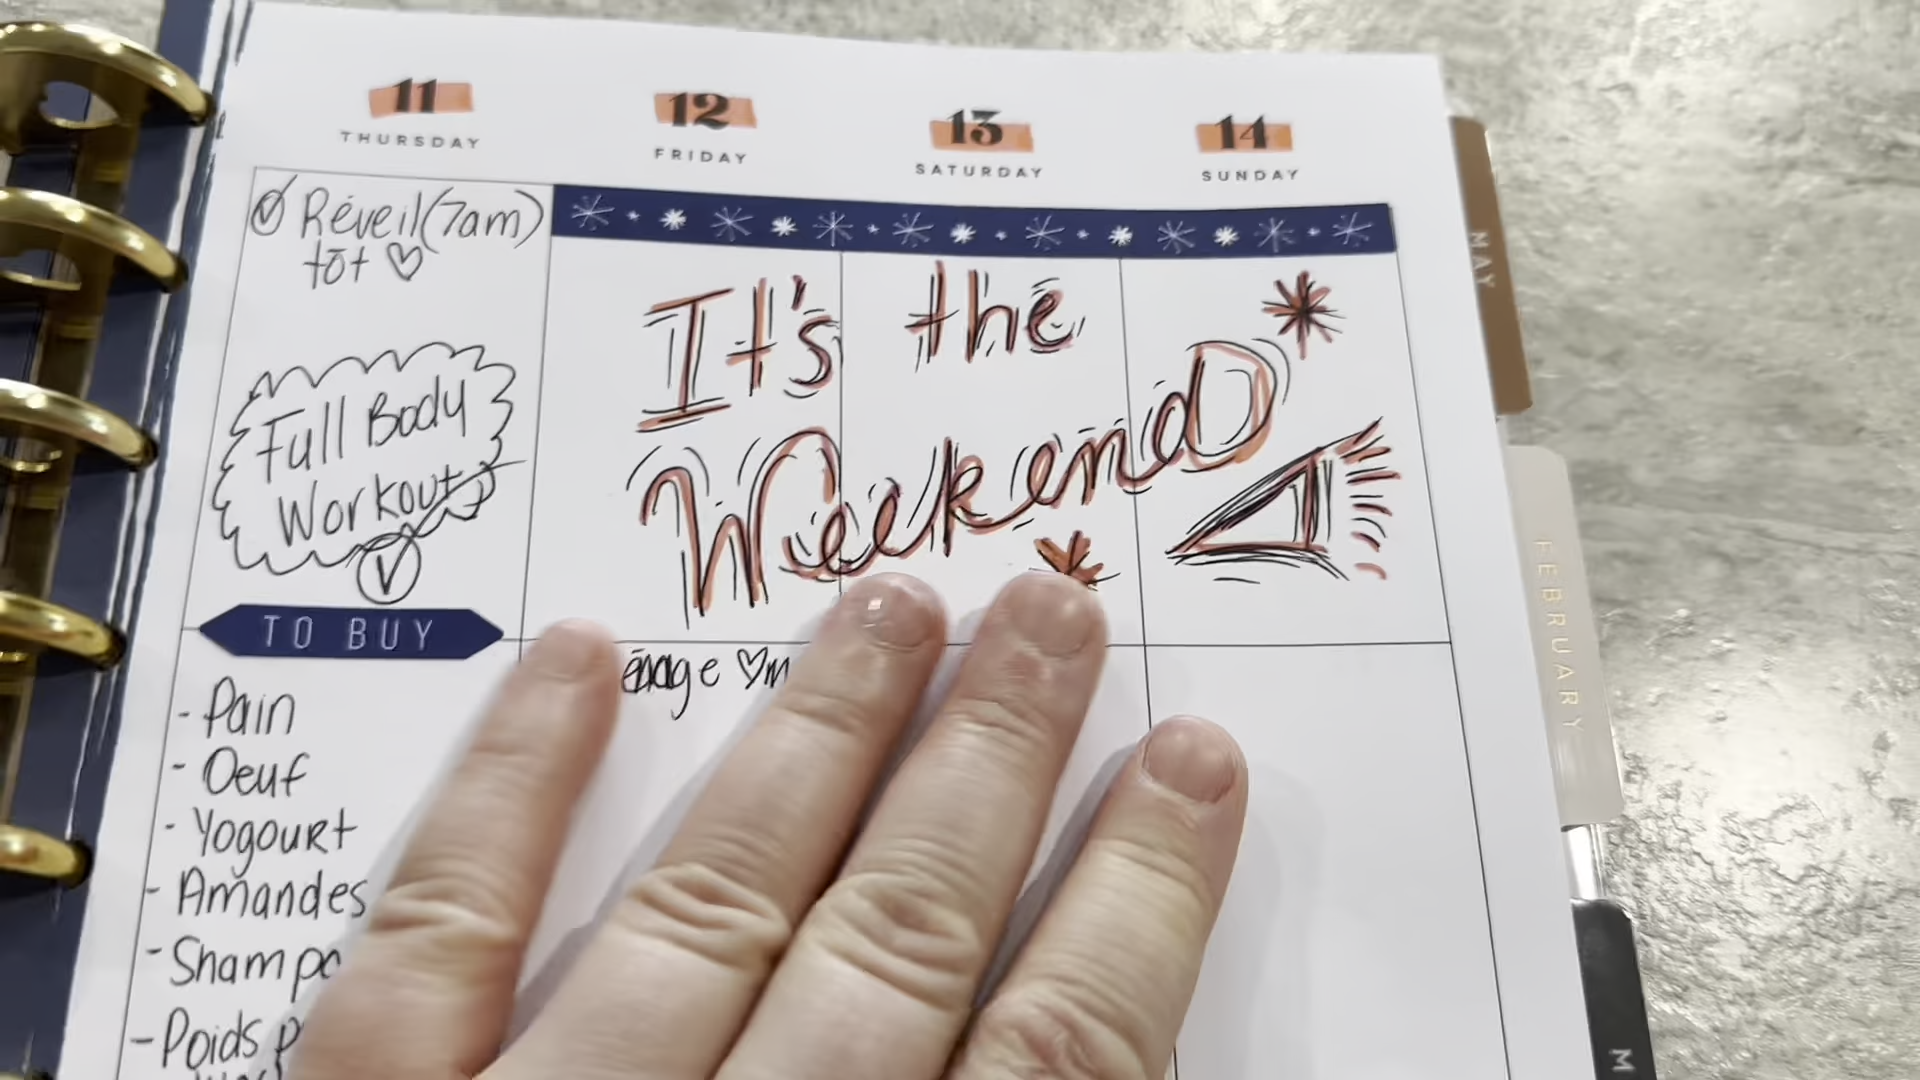 11 12 13 14
THURSDAY FRIDAY SATURDAY SUNDAY
Réveil (7am)
tôt ♡
Full Body
Workout
It's the
Weekend
TO BUY
- Pain
- Oeuf
- Yogourt
- Amandes
-
- Poids
MAY
FEBRUARY
M